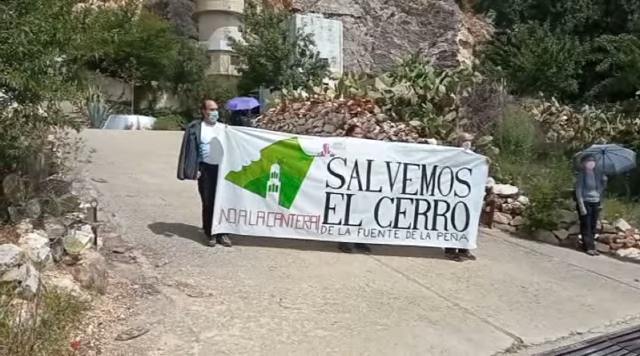 SALVEMOS
EL CERRO
DE LA FUENTE DE LA PEÑA
¡NO A LA CANTERA!